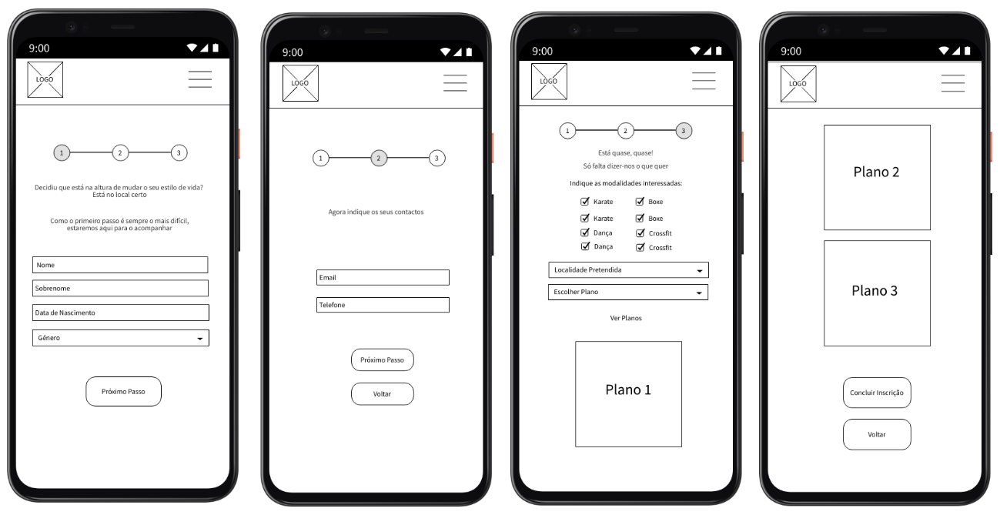 9:00
LOGO
1 2 3
Decidiu que está na altura de mudar o seu estilo de vida?
Está no local certo
Como o primeiro passo é sempre o mais difícil,
estaremos aqui para o acompanhar
Nome
Sobrenome
Data de Nascimento
Género
Próximo Passo
9:00
LOGO
1 2 3
Agora indique os seus contactos
Email
Telefone
Próximo Passo
Voltar
9:00
LOGO
1 2 3
Está quase, quase!
Só falta dizer-nos o que quer
Indique as modalidades interessadas:
Karate Boxe
Karate Boxe
Dança Crossfit
Dança Crossfit
Localidade Pretendida
Escolher Plano
Ver Planos
Plano 1
9:00
LOGO
Plano 2
Plano 3
Concluir Inscrição
Voltar